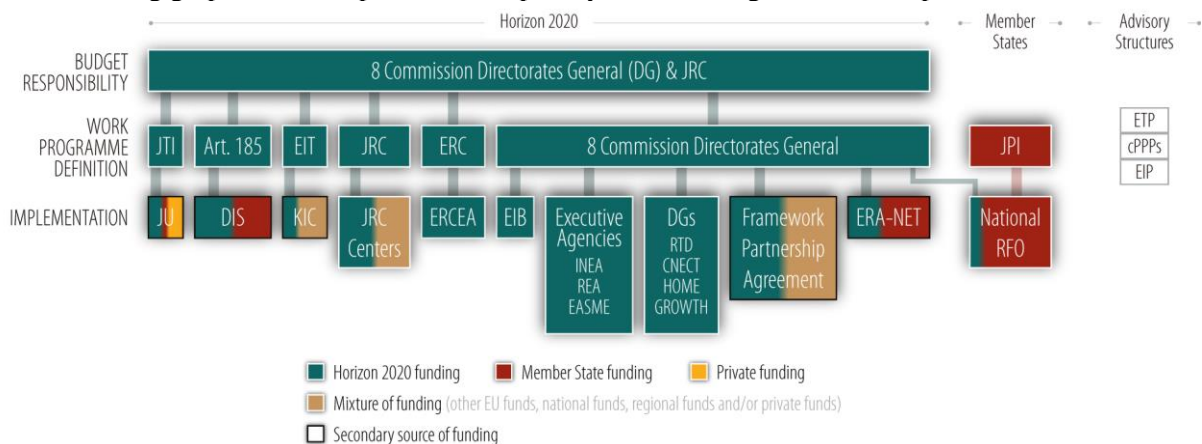 Horizon 2020
Member
States
Advisory
Structures
BUDGET
RESPONSIBILITY
8 Commission Directorates General (DG) & JRC
WORK
PROGRAMME
DEFINITION
JTI
Art. 185
EIT
JRC
ERC
8 Commission Directorates General
JPI
ETP
cPPPs
EIP
IMPLEMENTATION
JU
DIS
KIC
JRC
Centers
ERCEA
EIB
Executive
Agencies
INEA
REA
EASME
DGs
RTD
CNECT
HOME
GROWTH
Framework
Partnership
Agreement
ERA-NET
National
RFO
Horizon 2020 funding
Member State funding
Private funding
Mixture of funding (other EU funds, national funds, regional funds and/or private funds)
Secondary source of funding